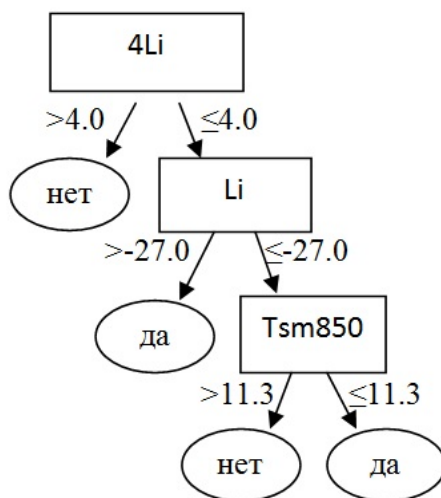 4Li
>4.0 ≤4.0
нет
Li
>-27.0 ≤-27.0
да
Tsm850
>11.3 ≤11.3
нет да